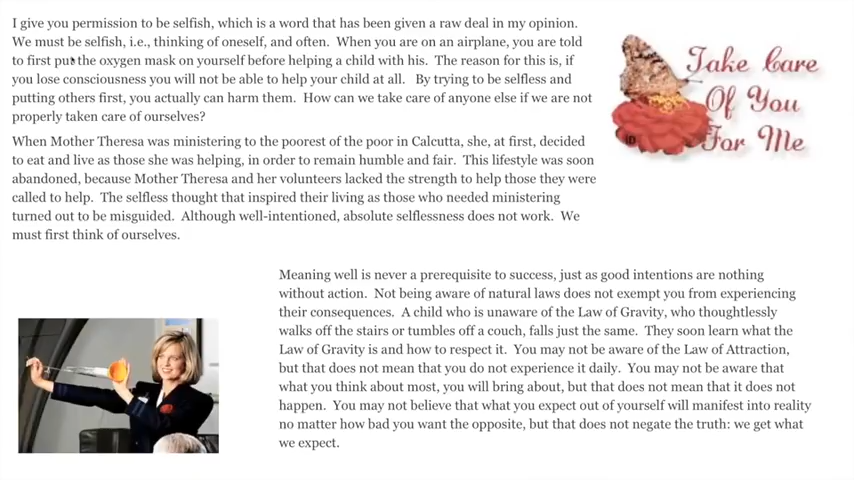 I give you permission to be selfish, which is a word that has been given a raw deal in my opinion.
We must be selfish, i.e., thinking of oneself, and often.  When you are on an airplane, you are told
to first put the oxygen mask on yourself before helping a child with his.  The reason for this is, if
you lose consciousness you will not be able to help your child at all.   By trying to be selfless and
putting others first, you actually can harm them.  How can we take care of anyone else if we are not
properly taken care of ourselves?
When Mother Theresa was ministering to the poorest of the poor in Calcutta, she, at first, decided
to eat and live as those she was helping, in order to remain humble and fair.  This lifestyle was soon
abandoned, because Mother Theresa and her volunteers lacked the strength to help those they were
called to help.  The selfless thought that inspired their living as those who needed ministering
turned out to be misguided.  Although well-intentioned, absolute selflessness does not work.  We
must first think of ourselves.
Take Care
Of You
For Me
Meaning well is never a prerequisite to success, just as good intentions are nothing
without action.  Not being aware of natural laws does not exempt you from experiencing
their consequences.  A child who is unaware of the Law of Gravity, who thoughtlessly
walks off the stairs or tumbles off a couch, falls just the same.  They soon learn what the
Law of Gravity is and how to respect it.  You may not be aware of the Law of Attraction,
but that does not mean that you do not experience it daily.  You may not be aware that
what you think about most, you will bring about, but that does not mean that it does not
happen.  You may not believe that what you expect out of yourself will manifest into reality
no matter how bad you want the opposite, but that does not negate the truth: we get what
we expect.